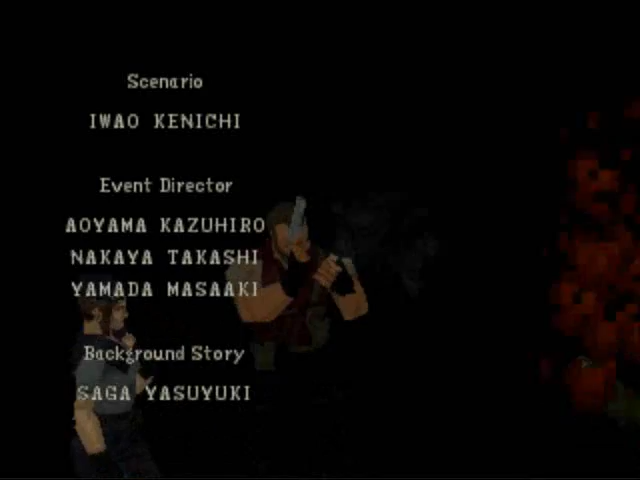 Scenario
IWAO KENICHI
Event Director
AOYAMA KAZUHIRO
NAKAYA TAKASHI
YAMADA MASAAKI
Background Story
SAGA YASUYUKI